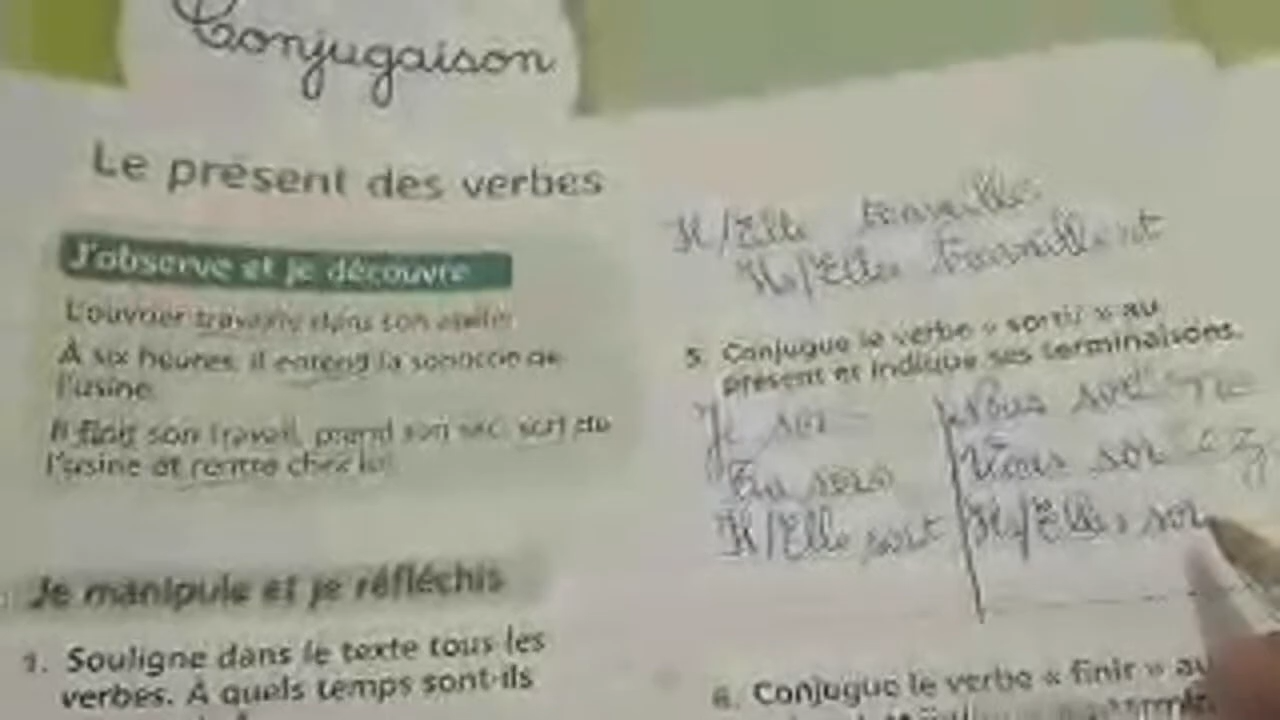 Conjugaison
Le présent des verbes
J'observe et je découvre
L'ouvrier travaille dans son atelier
À six heures, il entend la sonnerie de
l'usine.
Il finit son travail, prend son sac, sort de
l'usine et rentre chez lui.
Je manipule et je réfléchis
1. Souligne dans le texte tous les
verbes. À quels temps sont-ils
Il/Elle travaille
Ils/Elles travaillent
5. Conjugue le verbe « sortir » au
présent et indique ses terminaisons.
Je
Tu sors
Il/Elle sort
Nous
Vous
Ils/Elles sor
6. Conjugue le verbe « finir » au